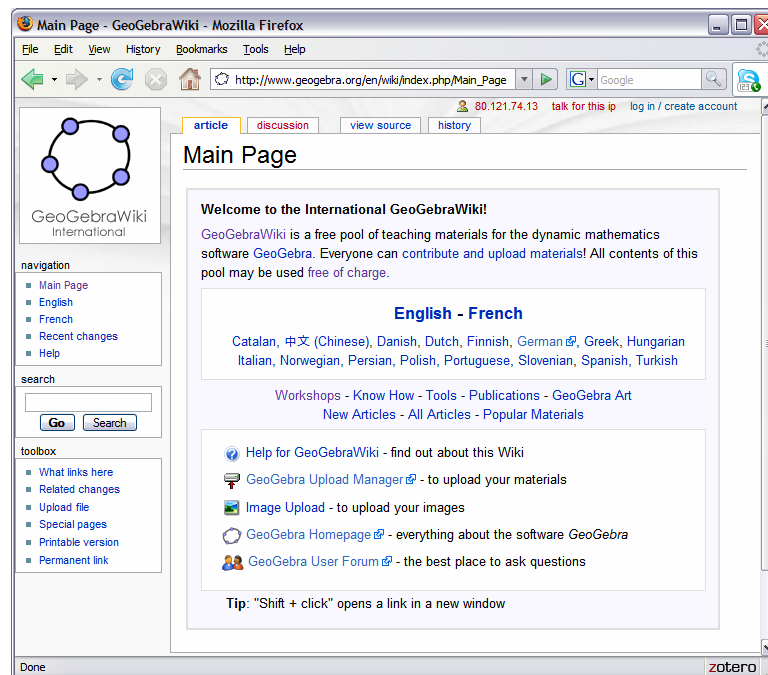 Main Page - GeoGebraWiki - Mozilla Firefox
File Edit View History Bookmarks Tools Help
http://www.geogebra.org/en/wiki/index.php/Main_Page G Google
80.121.74.13 talk for this ip log in / create account
article discussion view source history
Main Page
GeoGebraWiki
International
Welcome to the International GeoGebraWiki!
GeoGebraWiki is a free pool of teaching materials for the dynamic mathematics
software GeoGebra. Everyone can contribute and upload materials! All contents of this
pool may be used free of charge.
navigation
Main Page
English
French
Recent changes
Help
search
Go Search
toolbox
What links here
Related changes
Upload file
Special pages
Printable version
Permanent link
English - French
Catalan, 中文 (Chinese), Danish, Dutch, Finnish, German, Greek, Hungarian
Italian, Norwegian, Persian, Polish, Portuguese, Slovenian, Spanish, Turkish
Workshops - Know How - Tools - Publications - GeoGebra Art
New Articles - All Articles - Popular Materials
Help for GeoGebraWiki - find out about this Wiki
GeoGebra Upload Manager - to upload your materials
Image Upload - to upload your images
GeoGebra Homepage - everything about the software GeoGebra
GeoGebra User Forum - the best place to ask questions
Tip: "Shift + click" opens a link in a new window
Done
zotero